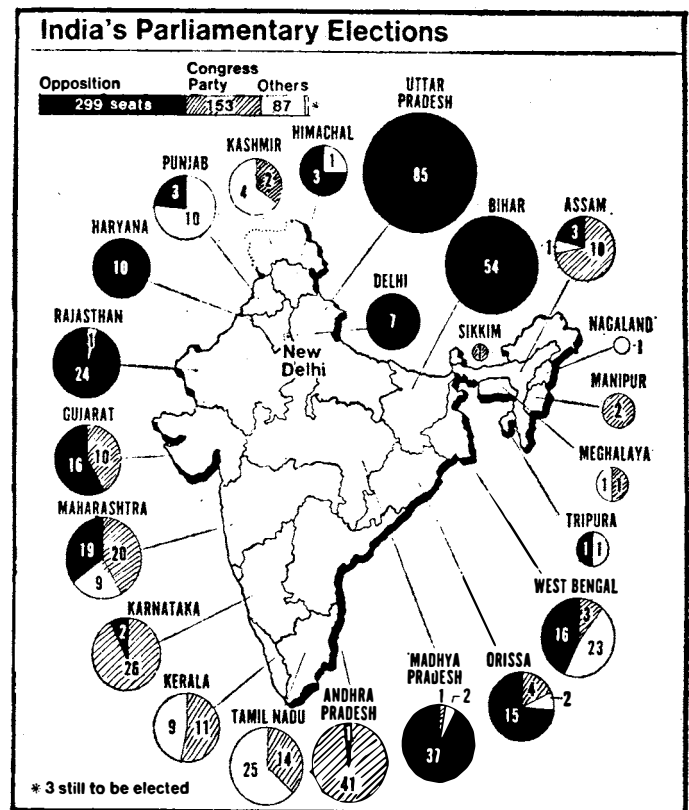 India's Parliamentary Elections
Opposition
Congress
Party
Others
299 seats
153
87
*
UTTAR
PRADESH
85
HIMACHAL
1
3
KASHMIR
4
2
PUNJAB
3
10
BIHAR
54
ASSAM
3
1
10
HARYANA
10
DELHI
7
RAJASTHAN
1
24
New
Delhi
SIKKIM
NAGALAND
1
MANIPUR
2
GUJARAT
16
10
MEGHALAYA
1
1
MAHARASHTRA
19
20
9
TRIPURA
1
1
WEST BENGAL
3
16
23
KARNATAKA
2
26
KERALA
9
11
TAMIL NADU
25
14
ANDHRA
PRADESH
41
MADHYA
PRADESH
1
2
37
ORISSA
4
2
15
* 3 still to be elected